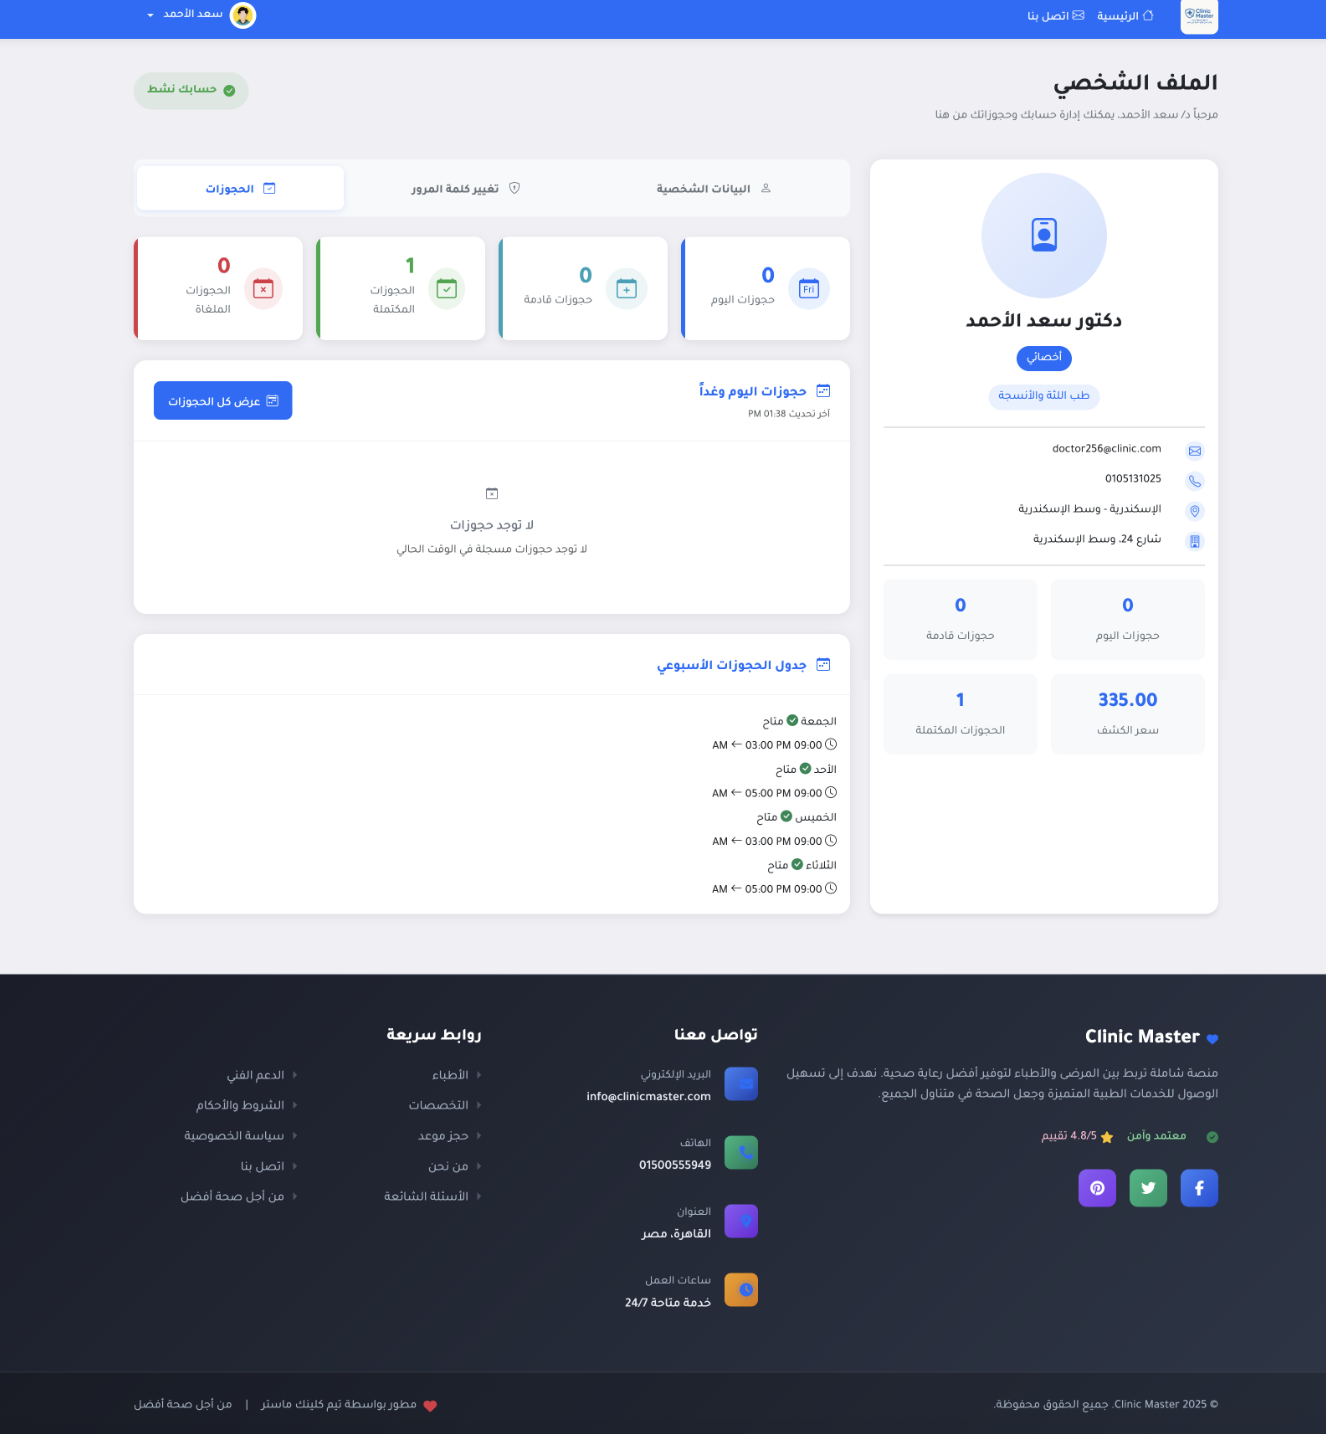 Clinic Master
الرئيسية
اتصل بنا
سعد الأحمد
الملف الشخصي
مرحباً د/ سعد الأحمد، يمكنك إدارة حسابك وحجوزاتك من هنا
حسابك نشط
دكتور سعد الأحمد
أخصائي
طب اللثة والأنسجة
doctor256@clinic.com
0105131025
الإسكندرية - وسط الإسكندرية
شارع 24، وسط الإسكندرية
0
حجوزات اليوم
0
حجوزات قادمة
335.00
سعر الكشف
1
الحجوزات المكتملة
البيانات الشخصية
تغيير كلمة المرور
الحجوزات
Fri
0
حجوزات اليوم
0
حجوزات قادمة
1
الحجوزات
المكتملة
0
الحجوزات
الملغاة
حجوزات اليوم وغداً
آخر تحديث 01:38 PM
عرض كل الحجوزات
لا توجد حجوزات
لا توجد حجوزات مسجلة في الوقت الحالي
جدول الحجوزات الأسبوعي
الجمعة متاح
09:00 AM ← 03:00 PM
الأحد متاح
09:00 AM ← 05:00 PM
الخميس متاح
09:00 AM ← 03:00 PM
الثلاثاء متاح
09:00 AM ← 05:00 PM
Clinic Master
منصة شاملة تربط بين المرضى والأطباء لتوفير أفضل رعاية صحية. نهدف إلى تسهيل
الوصول للخدمات الطبية المتميزة وجعل الصحة في متناول الجميع.
معتمد وآمن
4.8/5 تقييم
تواصل معنا
البريد الإلكتروني
info@clinicmaster.com
الهاتف
01500555949
العنوان
القاهرة، مصر
ساعات العمل
خدمة متاحة 24/7
روابط سريعة
الأطباء
التخصصات
حجز موعد
من نحن
الأسئلة الشائعة
الدعم الفني
الشروط والأحكام
سياسة الخصوصية
اتصل بنا
من أجل صحة أفضل
© 2025 Clinic Master. جميع الحقوق محفوظة.
مطور بواسطة تيم كلينك ماستر | من أجل صحة أفضل